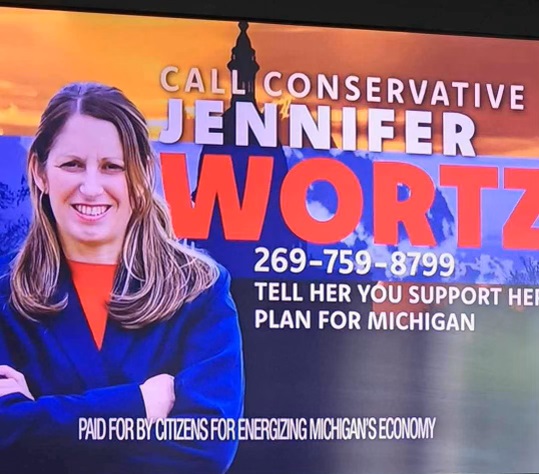 CALL CONSERVATIVE
JENNIFER
WORTZ
269-759-8799
TELL HER YOU SUPPORT HER
PLAN FOR MICHIGAN
PAID FOR BY CITIZENS FOR ENERGIZING MICHIGAN'S ECONOMY